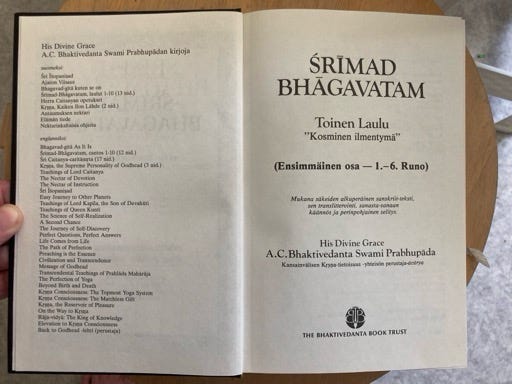 His Divine Grace
A.C. Bhaktivedanta Swami Prabhupādan kirjoja
suomeksi:
Śrī Īśopaniṣad
Ajaton Viisaus
Bhagavad-gītā kuten se on
Śrīmad-Bhāgavatam, laulut 1-10 (13 nid.)
Herra Caitanyan opetukset
Kṛṣṇa, Kaiken Ilon Lähde (2 nid.)
Antaumuksen nektari
Elämän tiede
Nektarinkaltaisia ohjeita
englanniksi:
Bhagavad-gītā As It Is
Śrīmad-Bhāgavatam, cantos 1-10 (12 nid.)
Śrī Caitanya-caritāmṛta (17 nid.)
Kṛṣṇa, the Supreme Personality of Godhead (3 nid.)
Teachings of Lord Caitanya
The Nectar of Devotion
The Nectar of Instruction
Śrī Īśopaniṣad
Easy Journey to Other Planets
Teachings of Lord Kapila, the Son of Devahūti
Teachings of Queen Kuntī
The Science of Self-Realization
A Second Chance
The Journey of Self-Discovery
Perfect Questions, Perfect Answers
Life Comes from Life
The Path of Perfection
Preaching is the Essence
Civilization and Transcendence
Message of Godhead
Transcendental Teachings of Prahlāda Mahārāja
The Perfection of Yoga
Beyond Birth and Death
Kṛṣṇa Consciousness: The Topmost Yoga System
Kṛṣṇa Consciousness: The Matchless Gift
Kṛṣṇa, the Reservoir of Pleasure
On the Way to Kṛṣṇa
Rāja-vidyā: The King of Knowledge
Elevation to Kṛṣṇa Consciousness
Back to Godhead -lehti (perustaja)
ŚRĪMAD
BHĀGAVATAM
Toinen Laulu
"Kosminen ilmentymä"
(Ensimmäinen osa — 1.–6. Runo)
Mukana säkeiden alkuperäinen sanskrit-teksti,
sen translitterointi, sanasta-sanaan
käännös ja perinpohjainen selitys.
His Divine Grace
A.C. Bhaktivedanta Swami Prabhupāda
Kansainvälisen Kṛṣṇa-tietoisuus -yhteisön perustaja-ācārya
THE BHAKTIVEDANTA BOOK TRUST